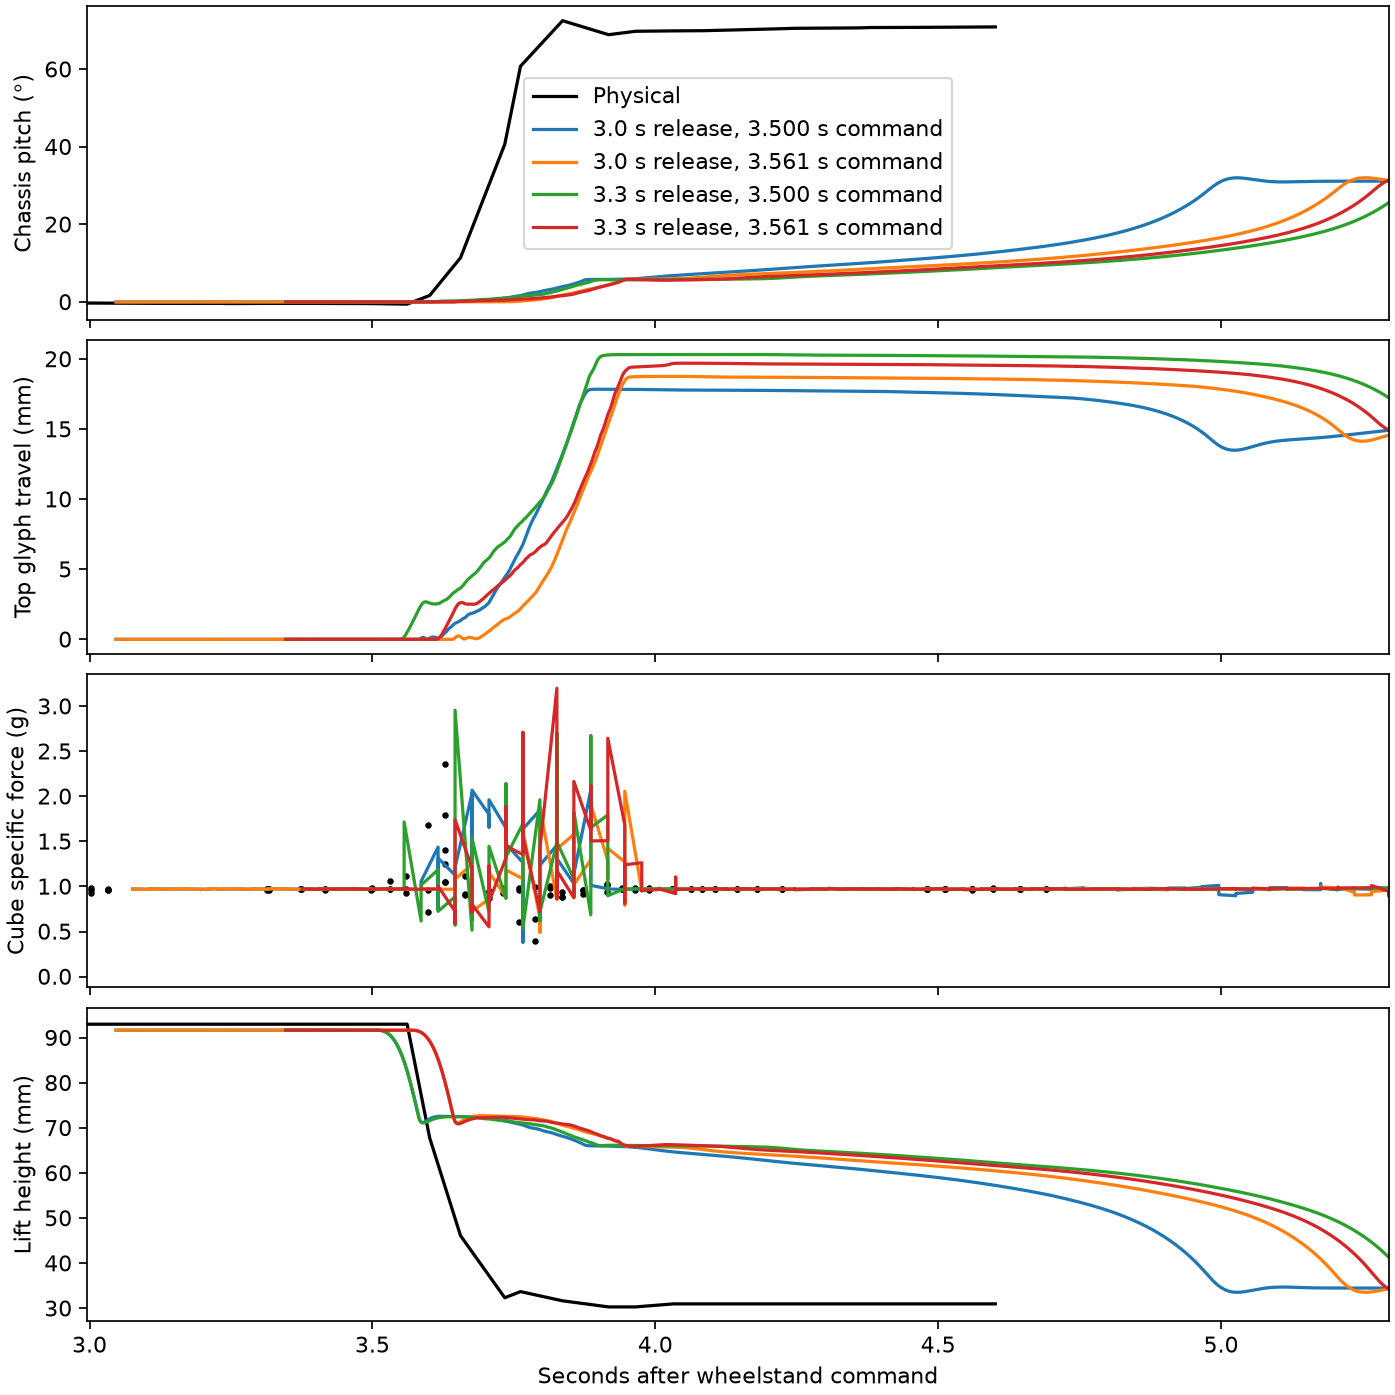 60
40
20
0
Chassis pitch (°)
Physical
3.0 s release, 3.500 s command
3.0 s release, 3.561 s command
3.3 s release, 3.500 s command
3.3 s release, 3.561 s command
20
15
10
5
0
Top glyph travel (mm)
3.0
2.5
2.0
1.5
1.0
0.5
0.0
Cube specific force (g)
90
80
70
60
50
40
30
Lift height (mm)
3.0 3.5 4.0 4.5 5.0
Seconds after wheelstand command